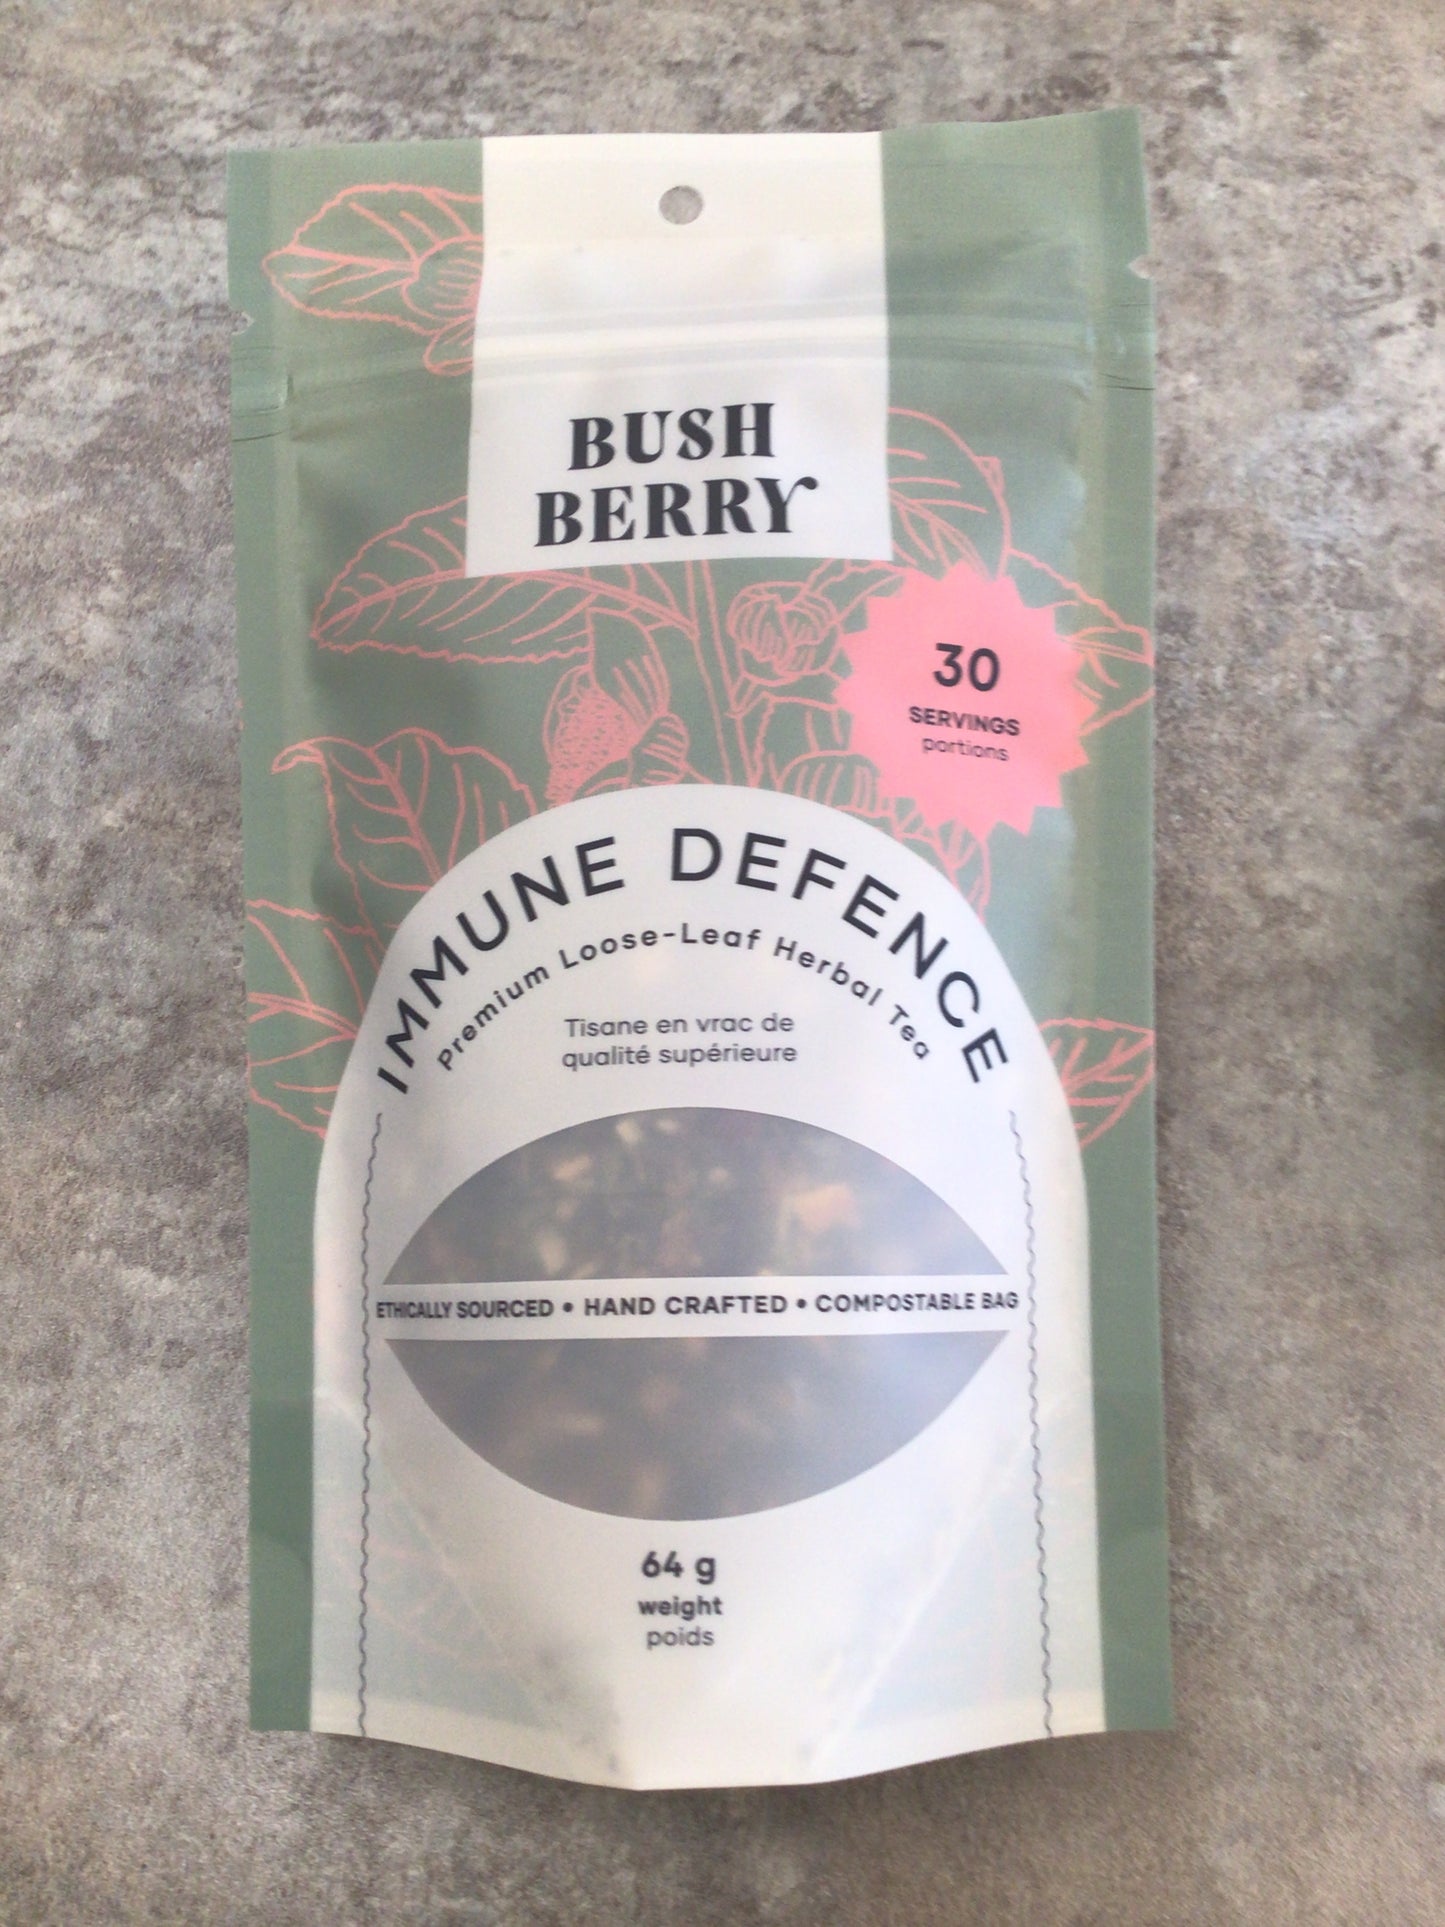 BUSH
BERRY
30
SERVINGS
portions
IMMUNE DEFENCE
Premium Loose-Leaf Herbal Tea
Tisane en vrac de
qualité supérieure
ETHICALLY SOURCED • HAND CRAFTED • COMPOSTABLE BAG
64 g
weight
poids